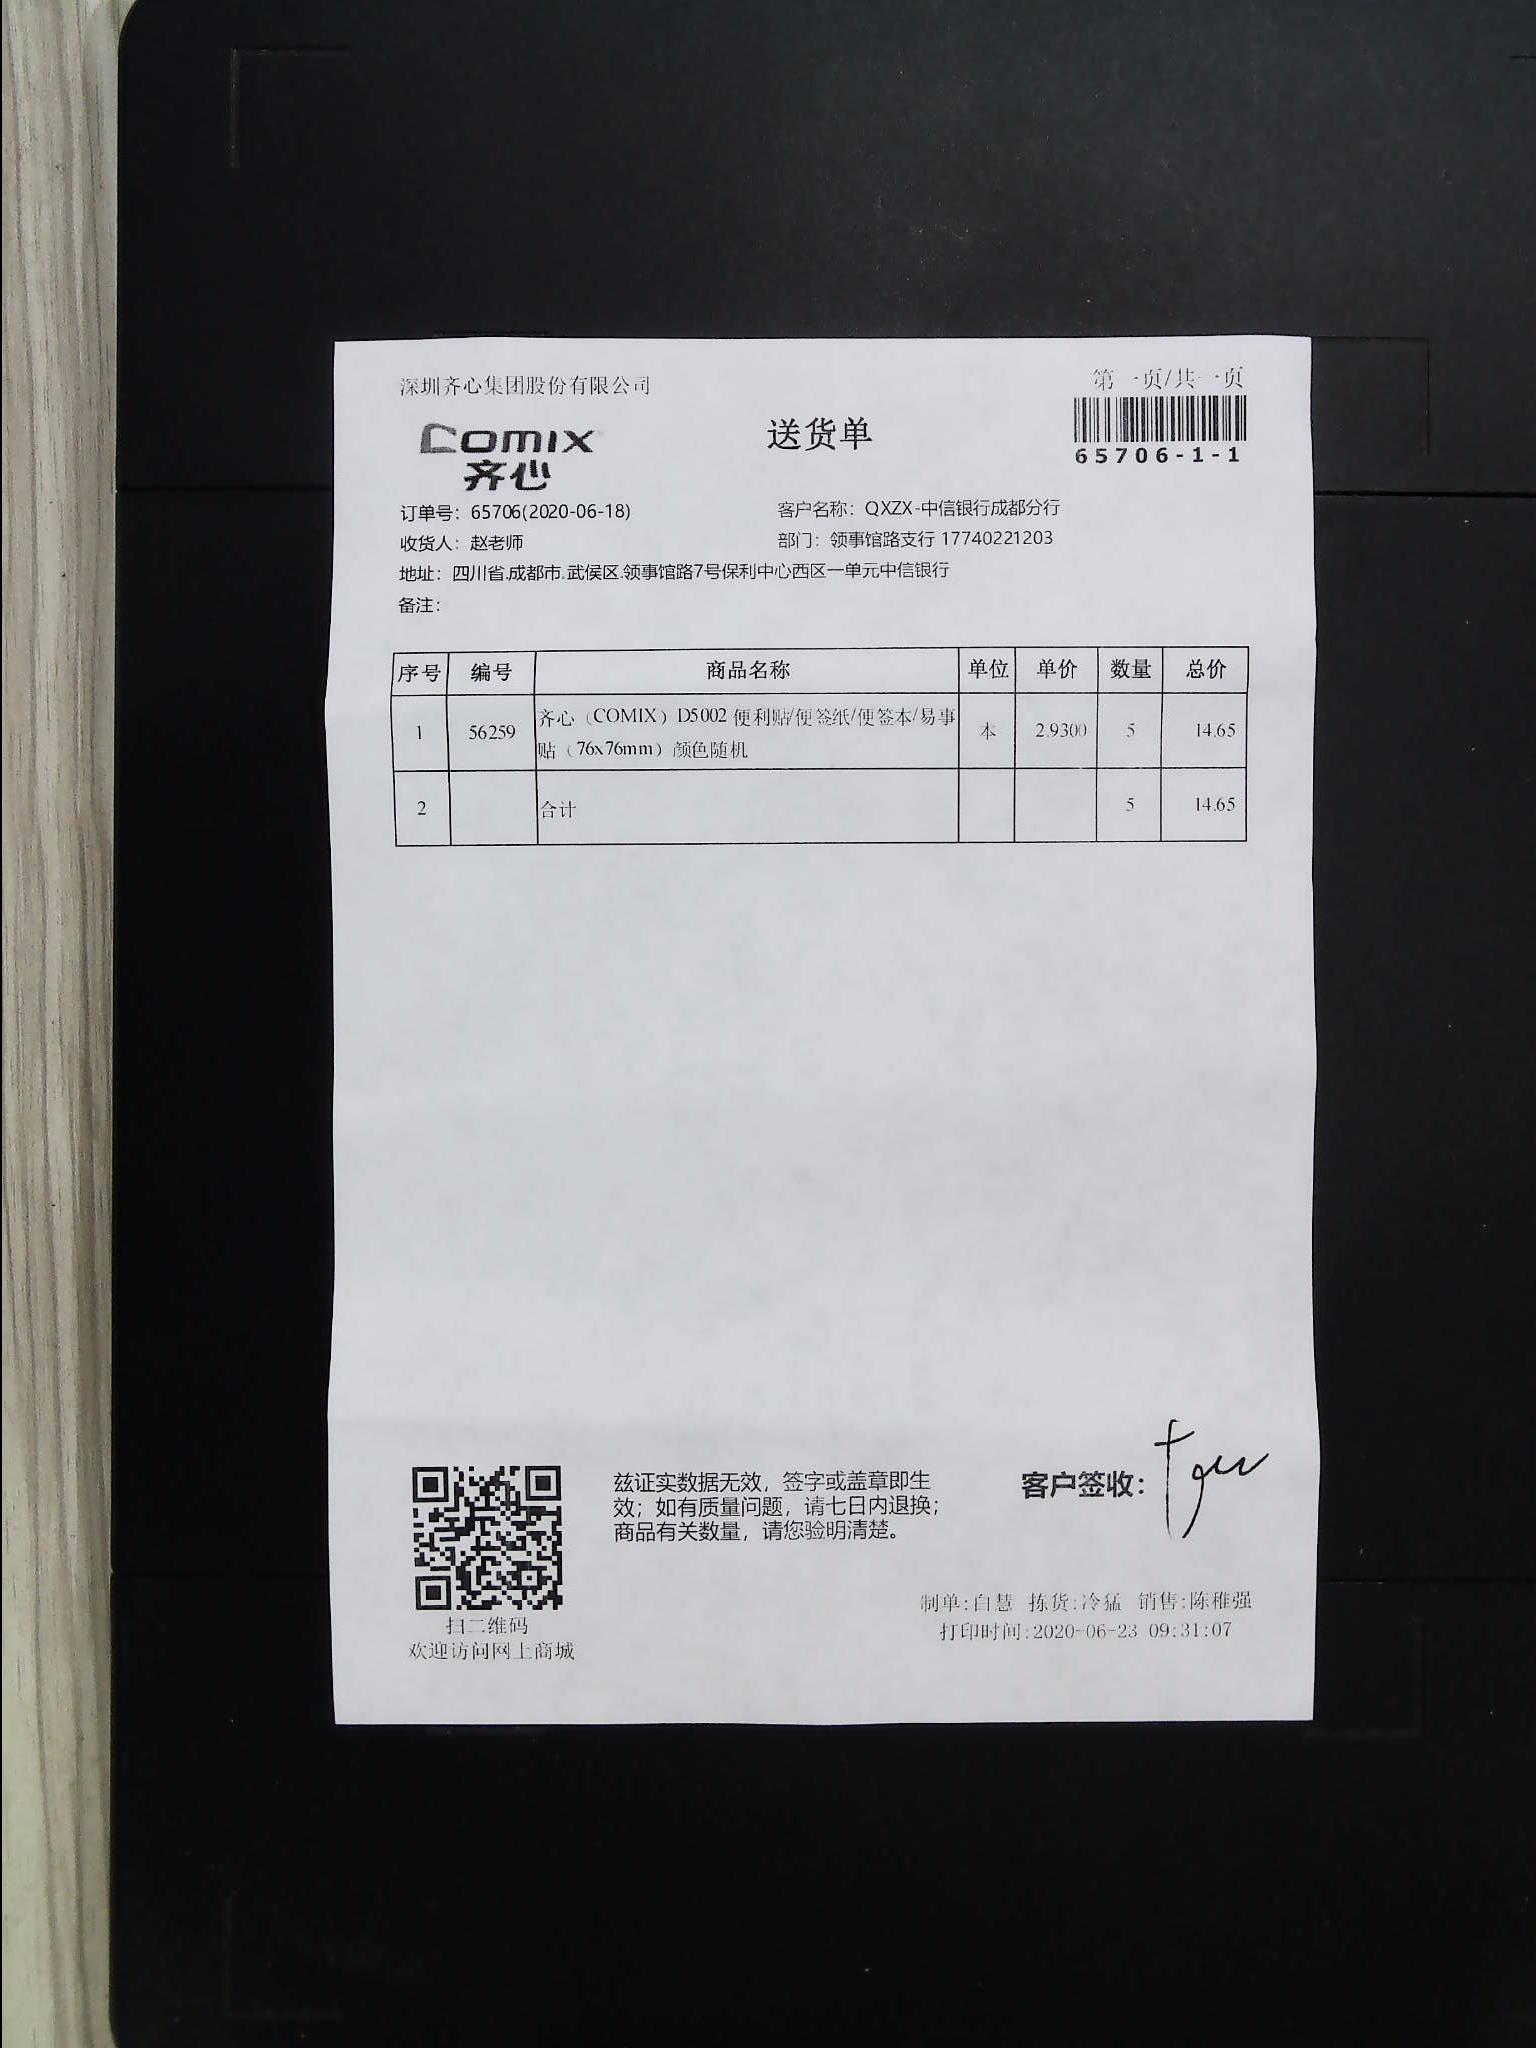 深圳齐心集团股份有限公司
第一页/共一页
COMIX
齐心
送货单
65706-1-1
订单号：65706(2020-06-18)
客户名称：QXZX-中信银行成都分行
收货人：赵老师
部门：领事馆路支行 17740221203
地址：四川省.成都市.武侯区.领事馆路7号保利中心西区一单元中信银行
备注：
序号 编号 商品名称 单位 单价 数量 总价
1 56259 齐心（COMIX）D5002 便利贴/便签纸/便签本/易事 本 2.9300 5 14.65
贴（76x76mm）颜色随机
2 合计 5 14.65
兹证实数据无效，签字或盖章即生
效；如有质量问题，请七日内退换；
商品有关数量，请您验明清楚。
客户签收：
扫二维码
欢迎访问网上商城
制单:白慧 拣货:冷猛 销售:陈稚强
打印时间:2020-06-23 09:31:07